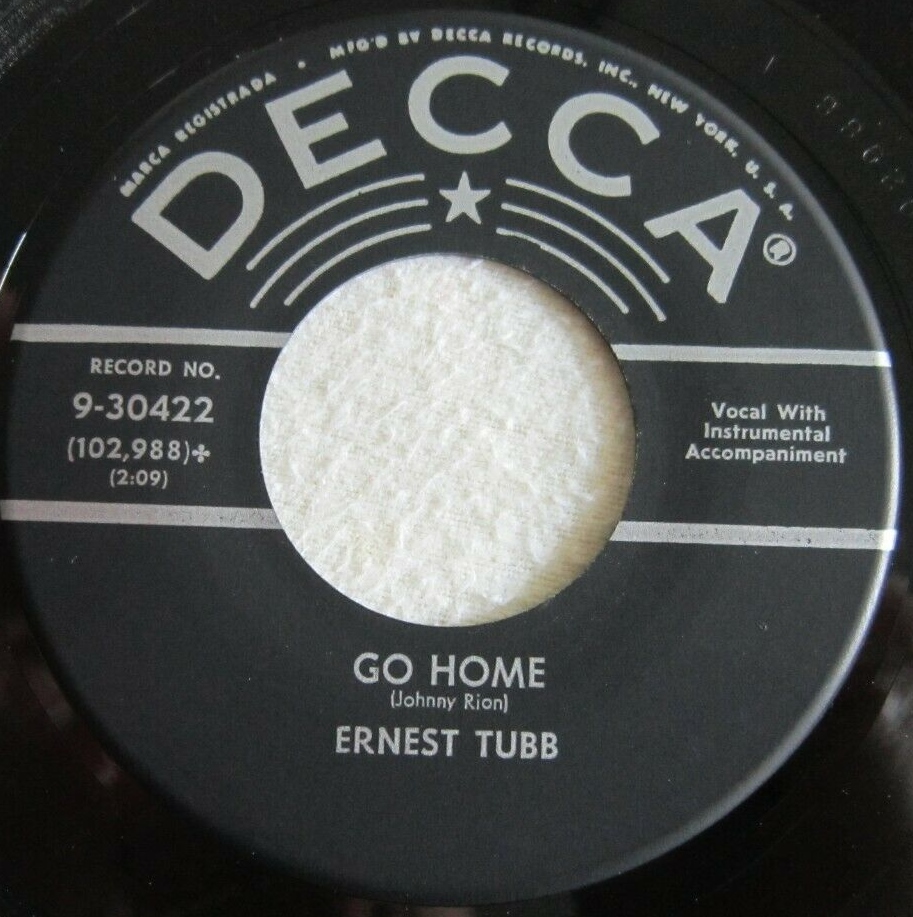 MARCA REGISTRADA • MFG'D BY DECCA RECORDS, INC., NEW YORK, U. S. A.
DECCA®
RECORD NO.
9-30422
(102,988)✤
(2:09)
Vocal With
Instrumental
Accompaniment
GO HOME
(Johnny Rion)
ERNEST TUBB